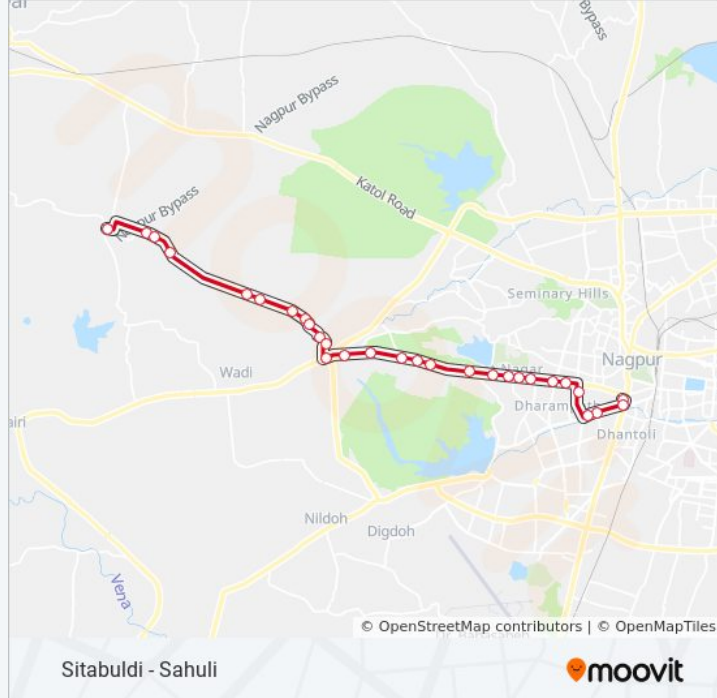 Bypass
Nagpur Bypass
Katol Road
Nagpur Bypass
Seminary Hills
Nagpur
Nagar
Wadi
Dharam
Dhantoli
Nildoh
Digdoh
Vena
© OpenStreetMap contributors | © OpenMapTiles
Sitabuldi - Sahuli
moovit